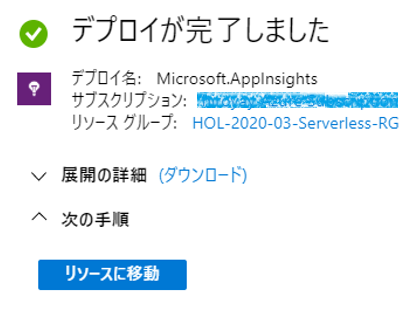 デプロイが完了しました
デプロイ名: Microsoft.AppInsights
サブスクリプション:
リソース グループ: HOL-2020-03-Serverless-RG
展開の詳細 (ダウンロード)
次の手順
リソースに移動